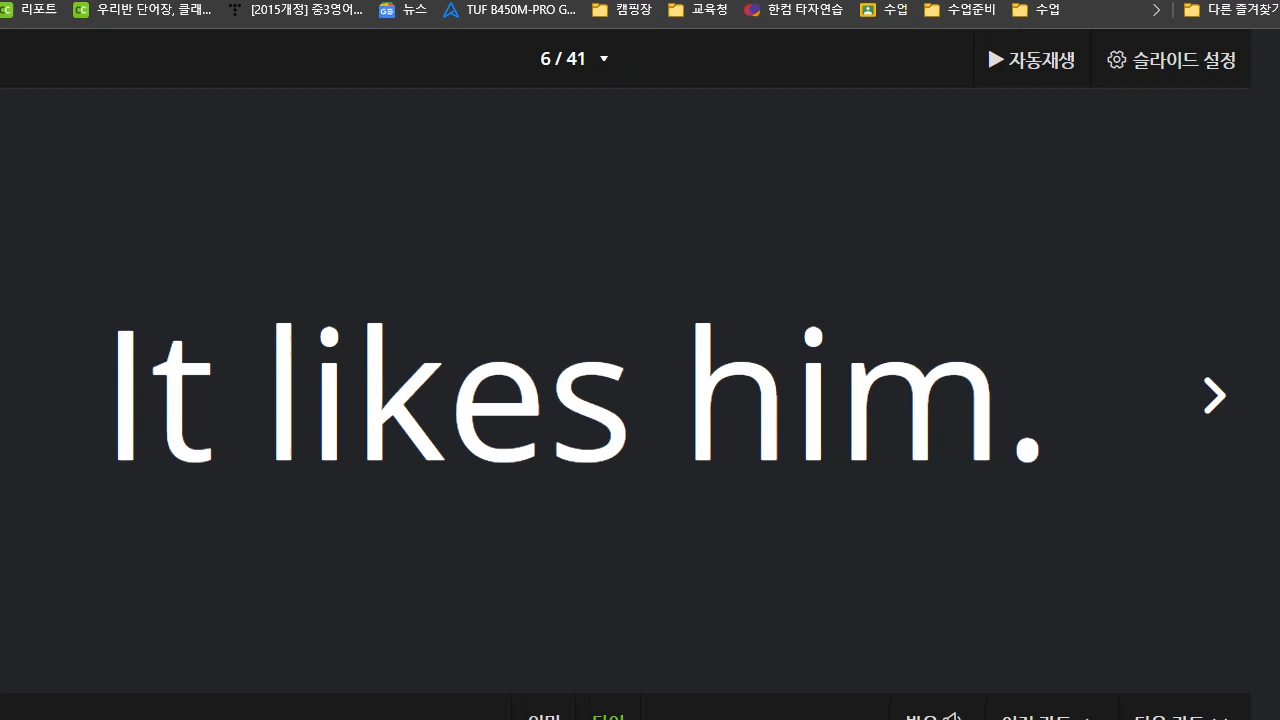 리포트 우리반 단어장, 클래... [2015개정] 중3영어... 뉴스 TUF B450M-PRO G... 캠핑장 교육청 한컴 타자연습 수업 수업준비 수업 다른 즐겨찾기
6 / 41 자동재생 슬라이드 설정
It likes him.